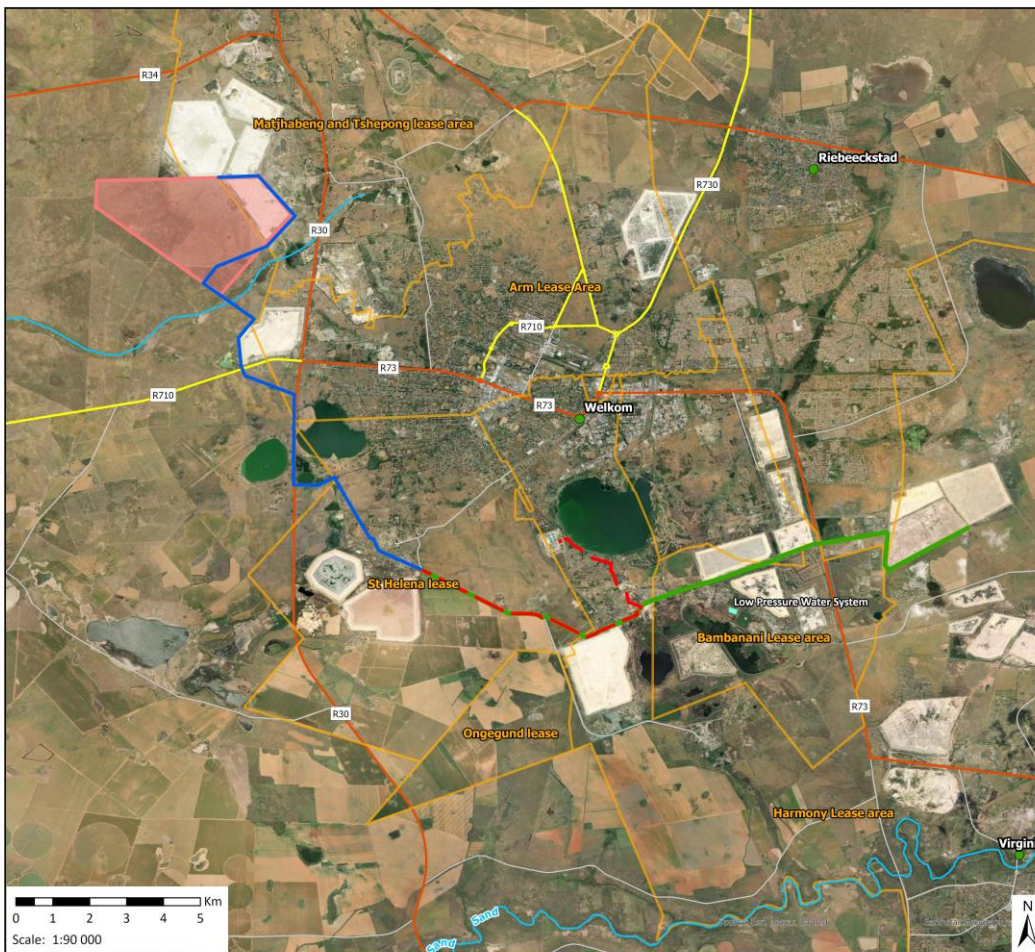 R34
Matjhabeng and Tshepong lease area
Riebeeckstad
R730
R30
Arm Lease Area
R710
R73
R710
R73
Welkom
St Helena lease
Low Pressure Water System
Bambanani Lease area
R30
R73
Ongegund lease
Harmony Lease area
Virgin
Sand
Sand
Km
0 1 2 3 4 5
Scale: 1:90 000
N